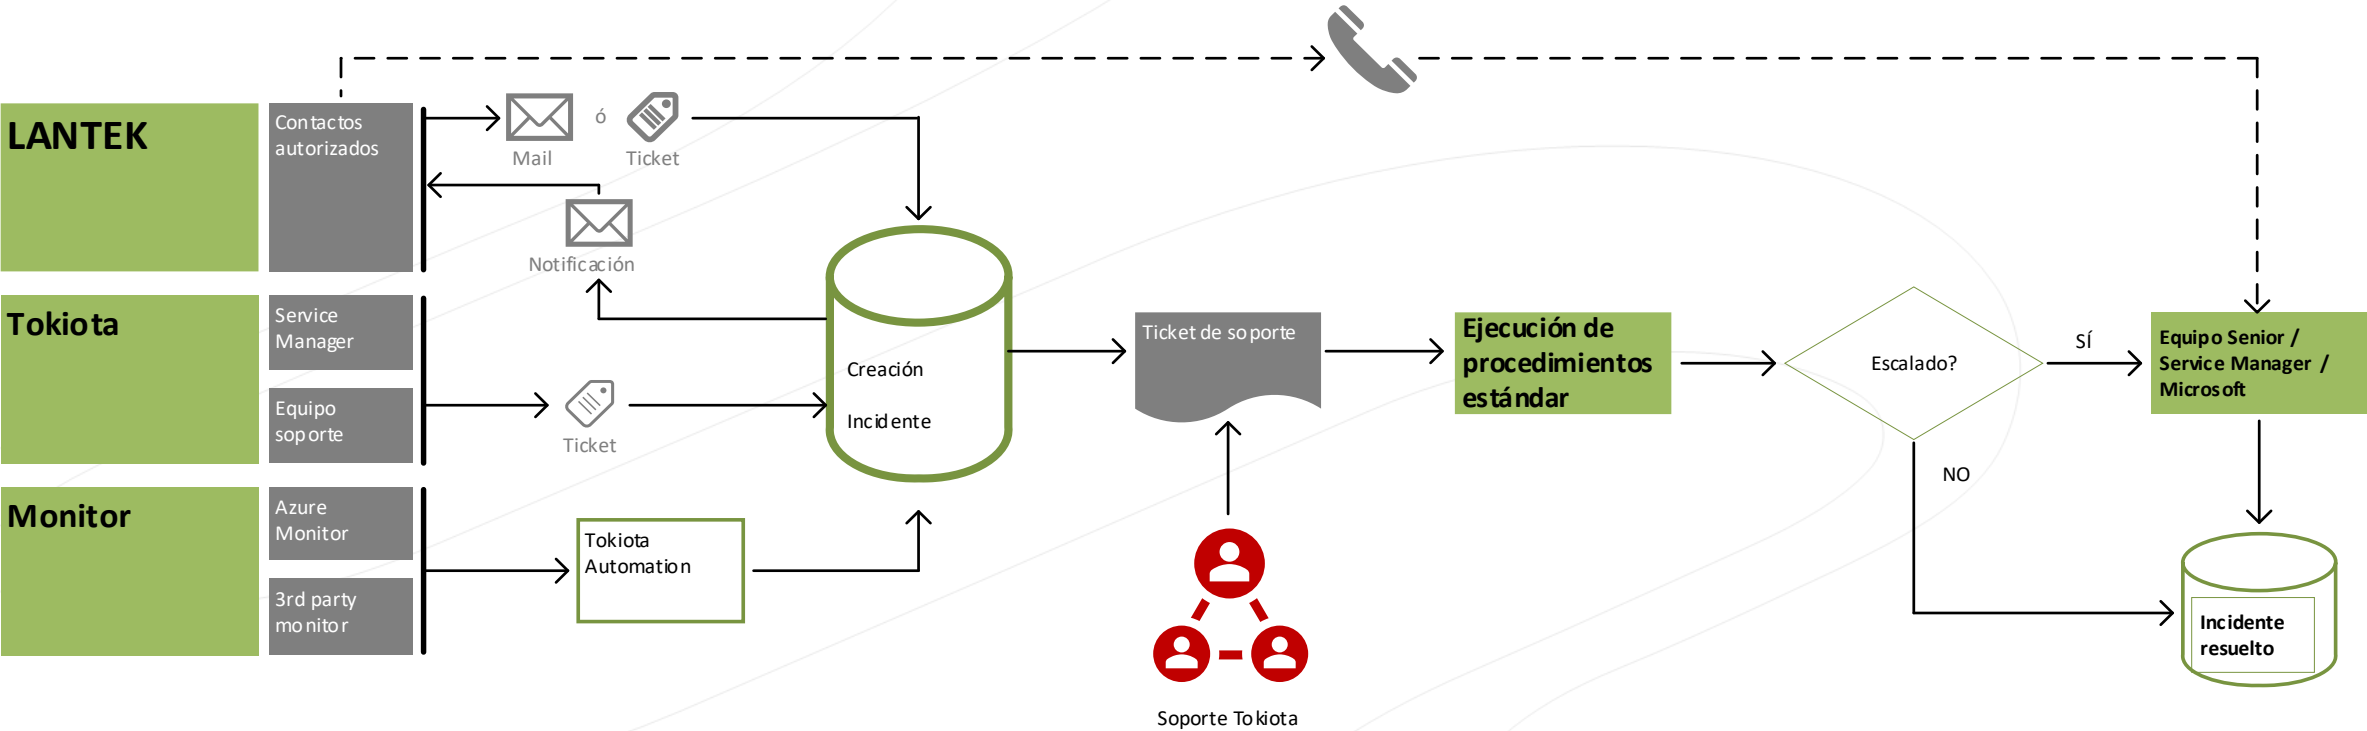 LANTEK
Contactos
autorizados
Mail
ó
Ticket
Notificación
Tokiota
Service
Manager
Equipo
soporte
Ticket
Monitor
Azure
Monitor
3rd party
monitor
Tokiota
Automation
Creación
Incidente
Ticket de soporte
Soporte Tokiota
Ejecución de
procedimientos
estándar
Escalado?
SÍ
NO
Equipo Senior /
Service Manager /
Microsoft
Incidente
resuelto